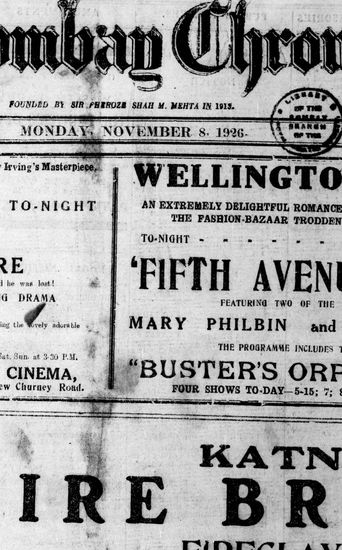 ombay Chron
FOUNDED BY SIR PHEROZE SHAH M. MEHTA IN 1913.
MONDAY, NOVEMBER 8, 1926.
LIBRARY
OF THE
BOMBAY
BRANCH
OF THE
Irving's Masterpiece,
TO-NIGHT
RE
d he was lost!
G DRAMA
ing the lovely adorable
Sat. Sun. at 3-30 P.M.
CINEMA,
ew Churney Road.
WELLINGTO
AN EXTREMELY DELIGHTFUL ROMANCE
THE FASHION-BAZAAR TRODDEN
TO-NIGHT - - - - -
'FIFTH AVENU
FEATURING TWO OF THE
MARY PHILBIN and
THE PROGRAMME INCLUDES T
"BUSTER'S ORP
FOUR SHOWS TO-DAY—5-15; 7; 8
KATN
IRE BR
FIRECLAY